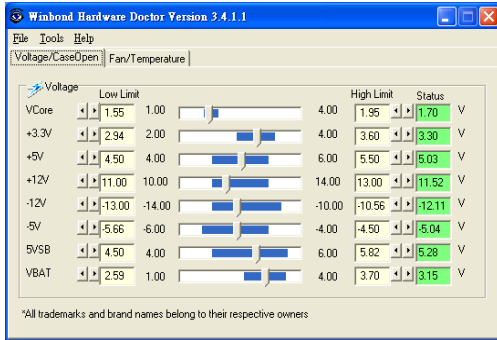 Winbond Hardware Doctor Version 3.4.1.1
File Tools Help
Voltage/CaseOpen Fan/Temperature
Voltage
Low Limit High Limit Status
VCore 1.55 1.00 4.00 1.95 1.70 V
+3.3V 2.94 2.00 4.00 3.60 3.30 V
+5V 4.50 4.00 6.00 5.50 5.03 V
+12V 11.00 10.00 14.00 13.00 11.52 V
-12V -13.00 -14.00 -10.00 -10.56 -12.11 V
-5V -5.66 -6.00 -4.00 -4.50 -5.04 V
5VSB 4.50 4.00 6.00 5.82 5.28 V
VBAT 2.59 1.00 4.00 3.70 3.15 V
*All trademarks and brand names belong to their respective owners